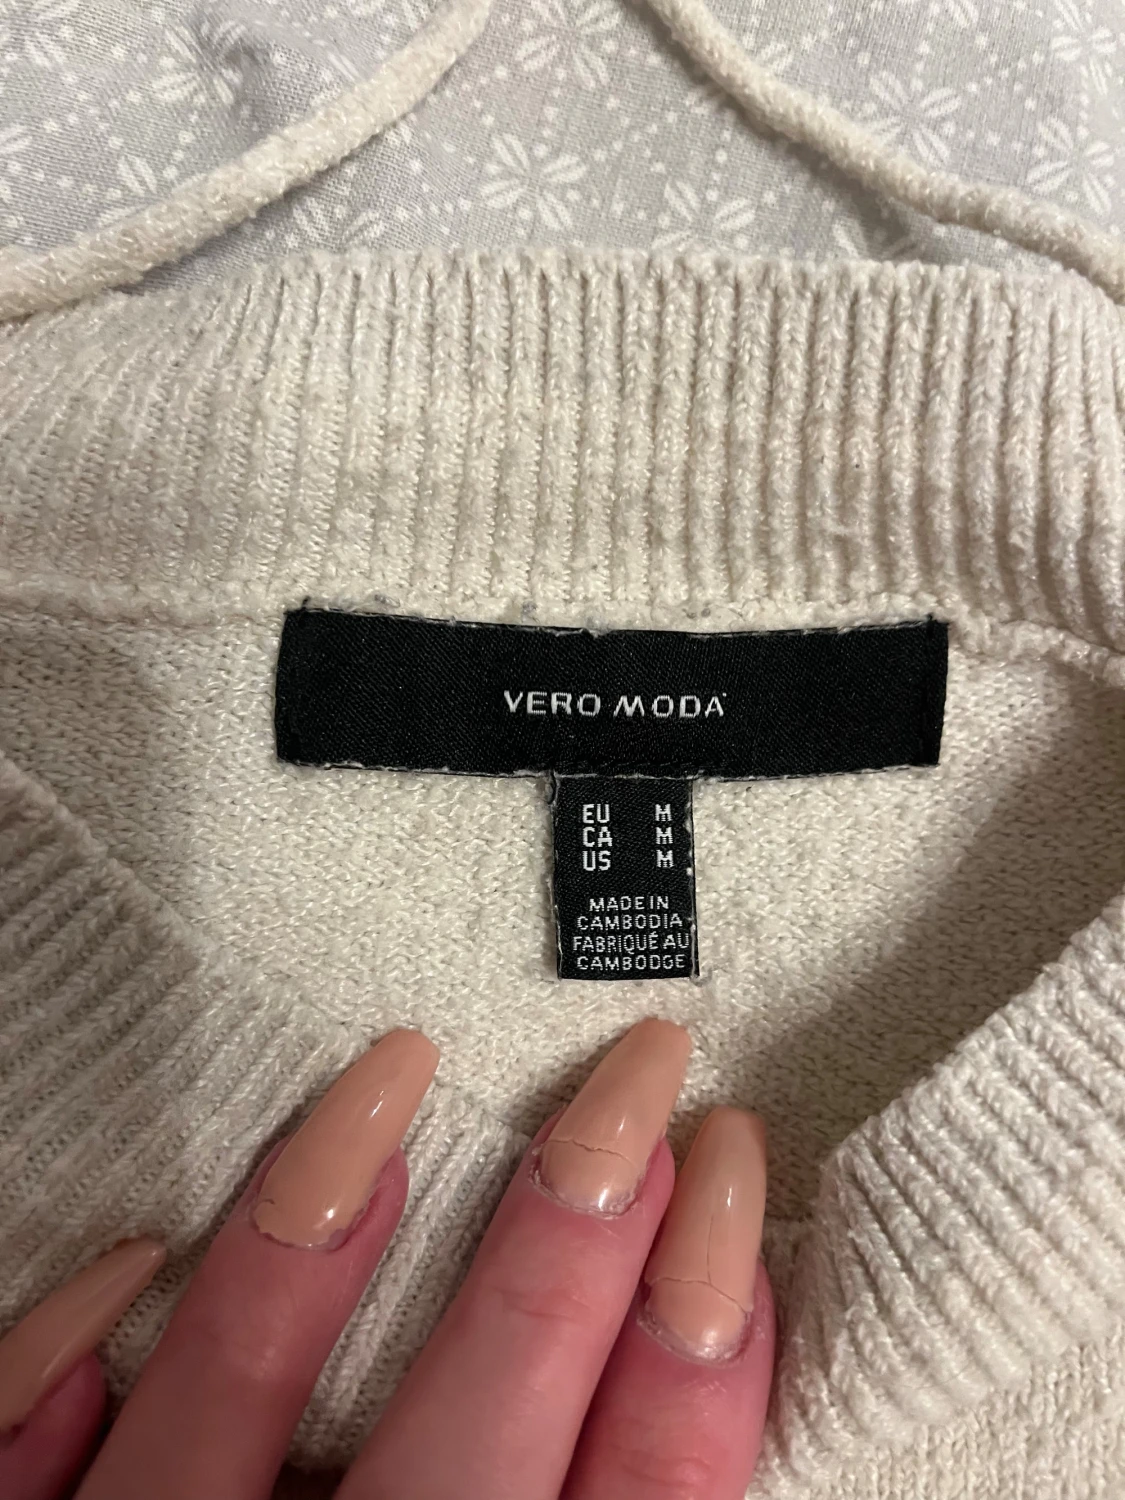 VERO MODA
EU M
CA M
US M
MADE IN
CAMBODIA
FABRIQUÉ AU
CAMBODGE